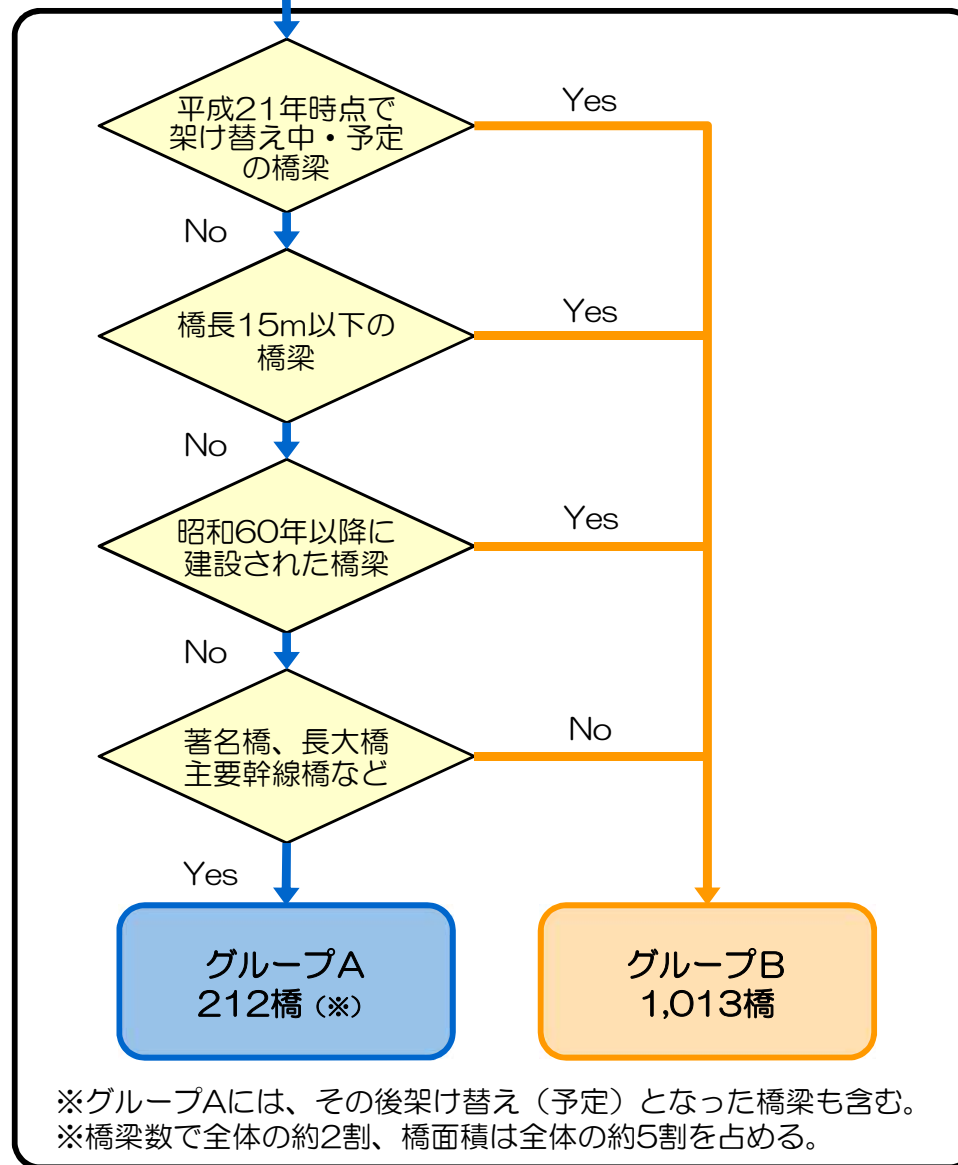 平成21年時点で
架け替え中・予定
の橋梁
Yes
No
橋長15m以下の
橋梁
Yes
No
昭和60年以降に
建設された橋梁
Yes
No
著名橋、長大橋
主要幹線橋など
No
Yes
グループA
212橋（※）
グループB
1,013橋
※グループAには、その後架け替え（予定）となった橋梁も含む。
※橋梁数で全体の約2割、橋面積は全体の約5割を占める。